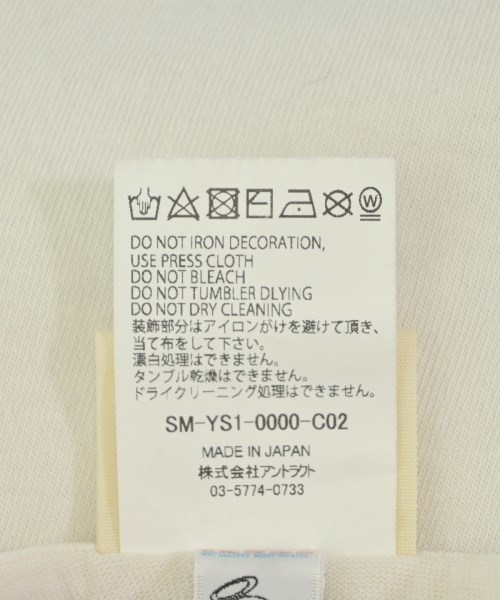 DO NOT IRON DECORATION,
USE PRESS CLOTH
DO NOT BLEACH
DO NOT TUMBLER DLYING
DO NOT DRY CLEANING
装飾部分はアイロンがけを避けて頂き、
当て布をして下さい。
漂白処理はできません。
タンブル乾燥はできません。
ドライクリーニング処理はできません。
SM-YS1-0000-C02
MADE IN JAPAN
株式会社アントラクト
03-5774-0733